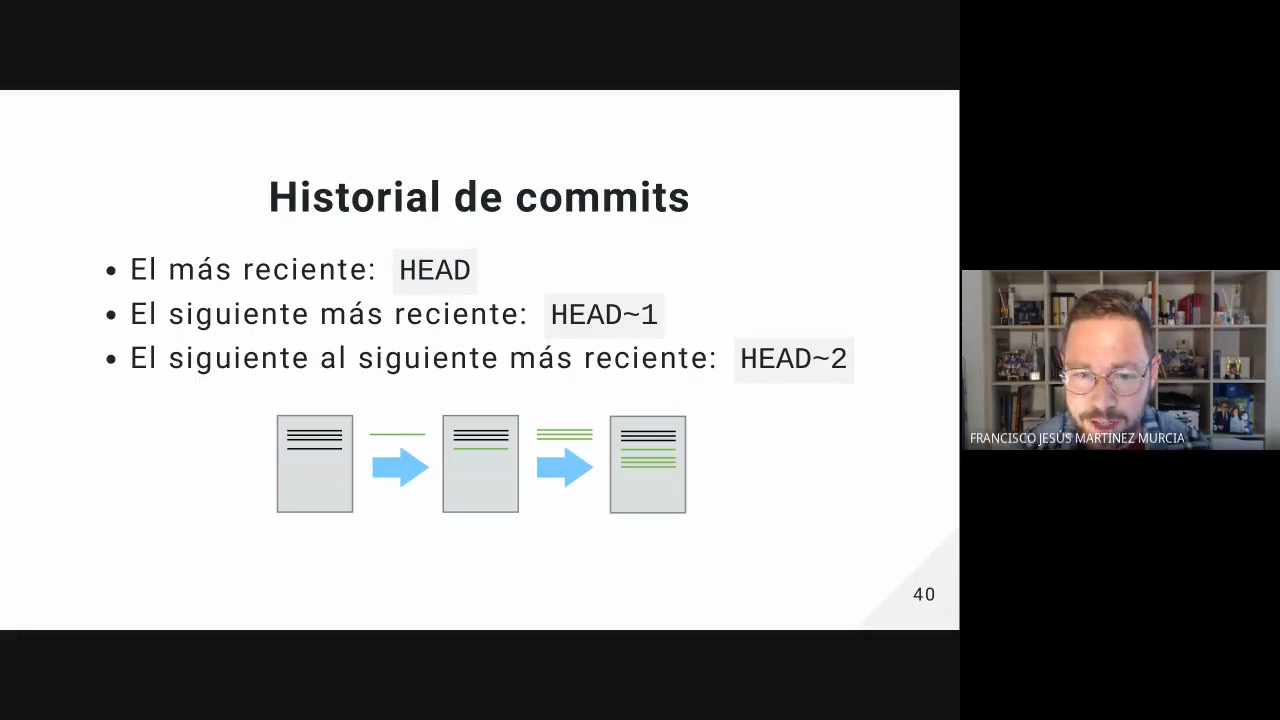 Historial de commits
El más reciente: HEAD
El siguiente más reciente: HEAD~1
El siguiente al siguiente más reciente: HEAD~2
40
FRANCISCO JESÚS MARTÍNEZ MURCIA